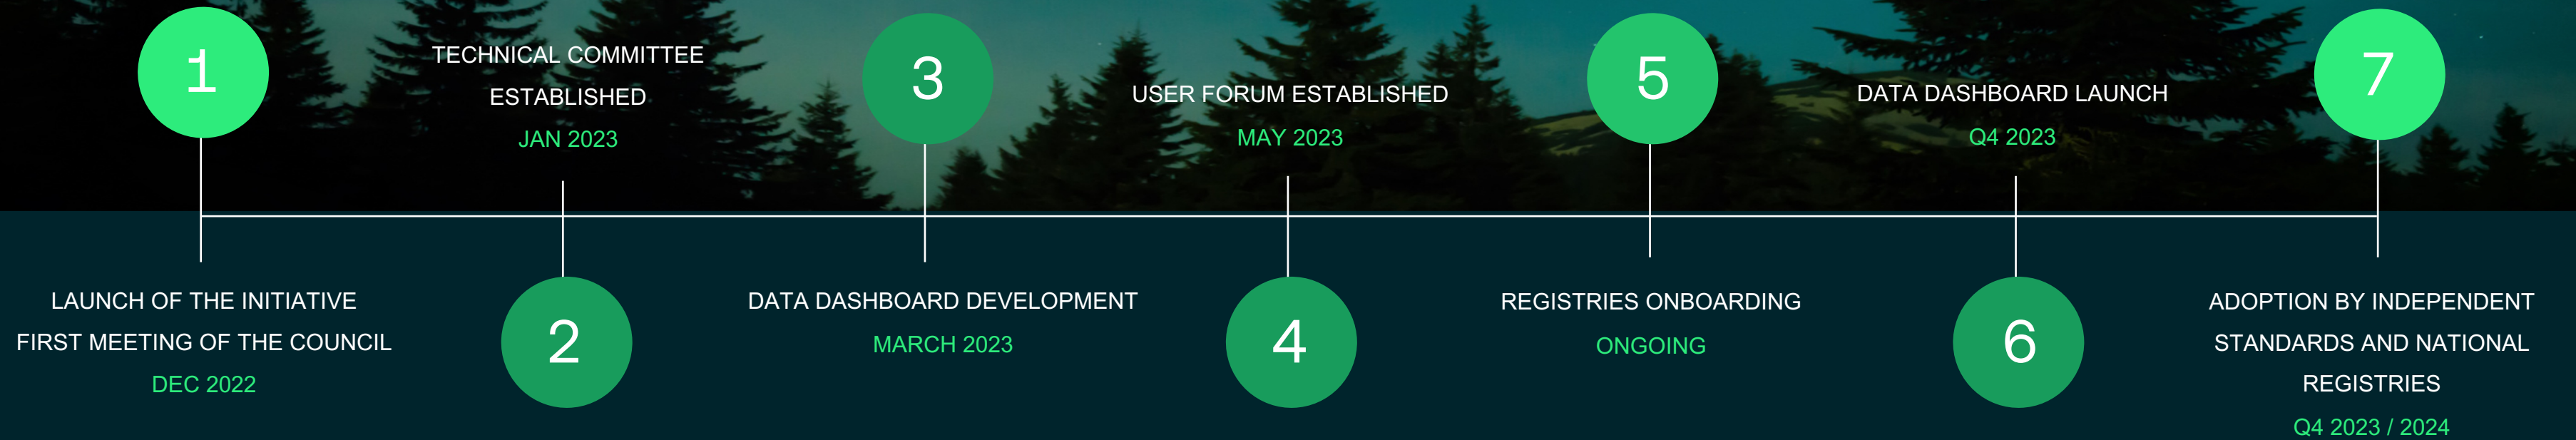 1
LAUNCH OF THE INITIATIVE
FIRST MEETING OF THE COUNCIL
DEC 2022
TECHNICAL COMMITTEE
ESTABLISHED
JAN 2023
2
3
DATA DASHBOARD DEVELOPMENT
MARCH 2023
USER FORUM ESTABLISHED
MAY 2023
4
5
REGISTRIES ONBOARDING
ONGOING
DATA DASHBOARD LAUNCH
Q4 2023
6
7
ADOPTION BY INDEPENDENT
STANDARDS AND NATIONAL
REGISTRIES
Q4 2023 / 2024